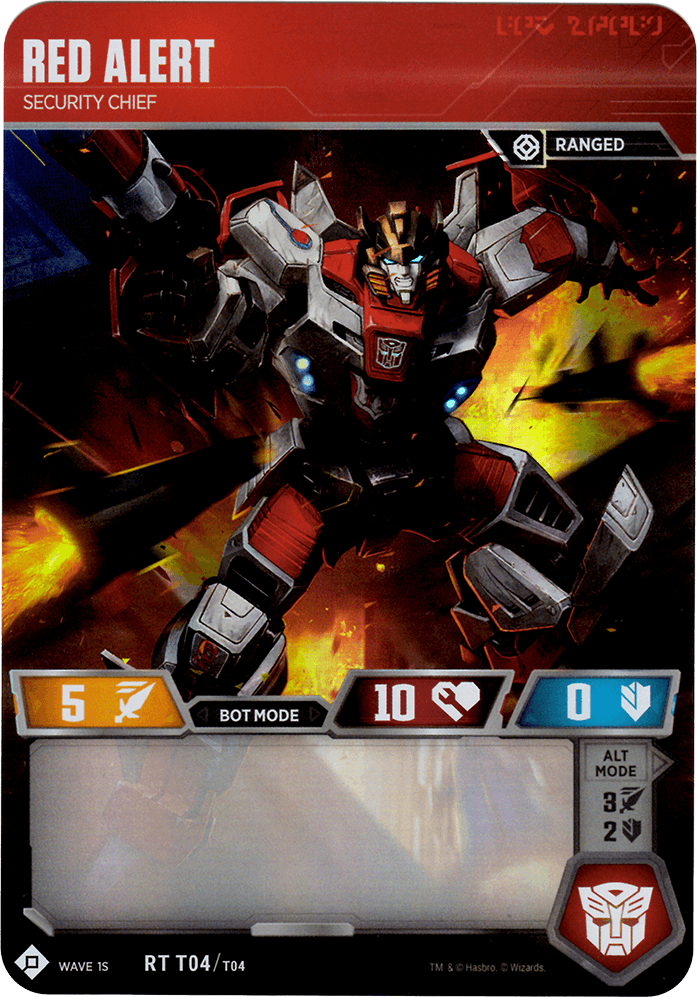 RED ALERT
SECURITY CHIEF
RANGED
5
BOT MODE
10
0
ALT
MODE
3
2
WAVE 1S
RT T04/T04
TM & © Hasbro. © Wizards.